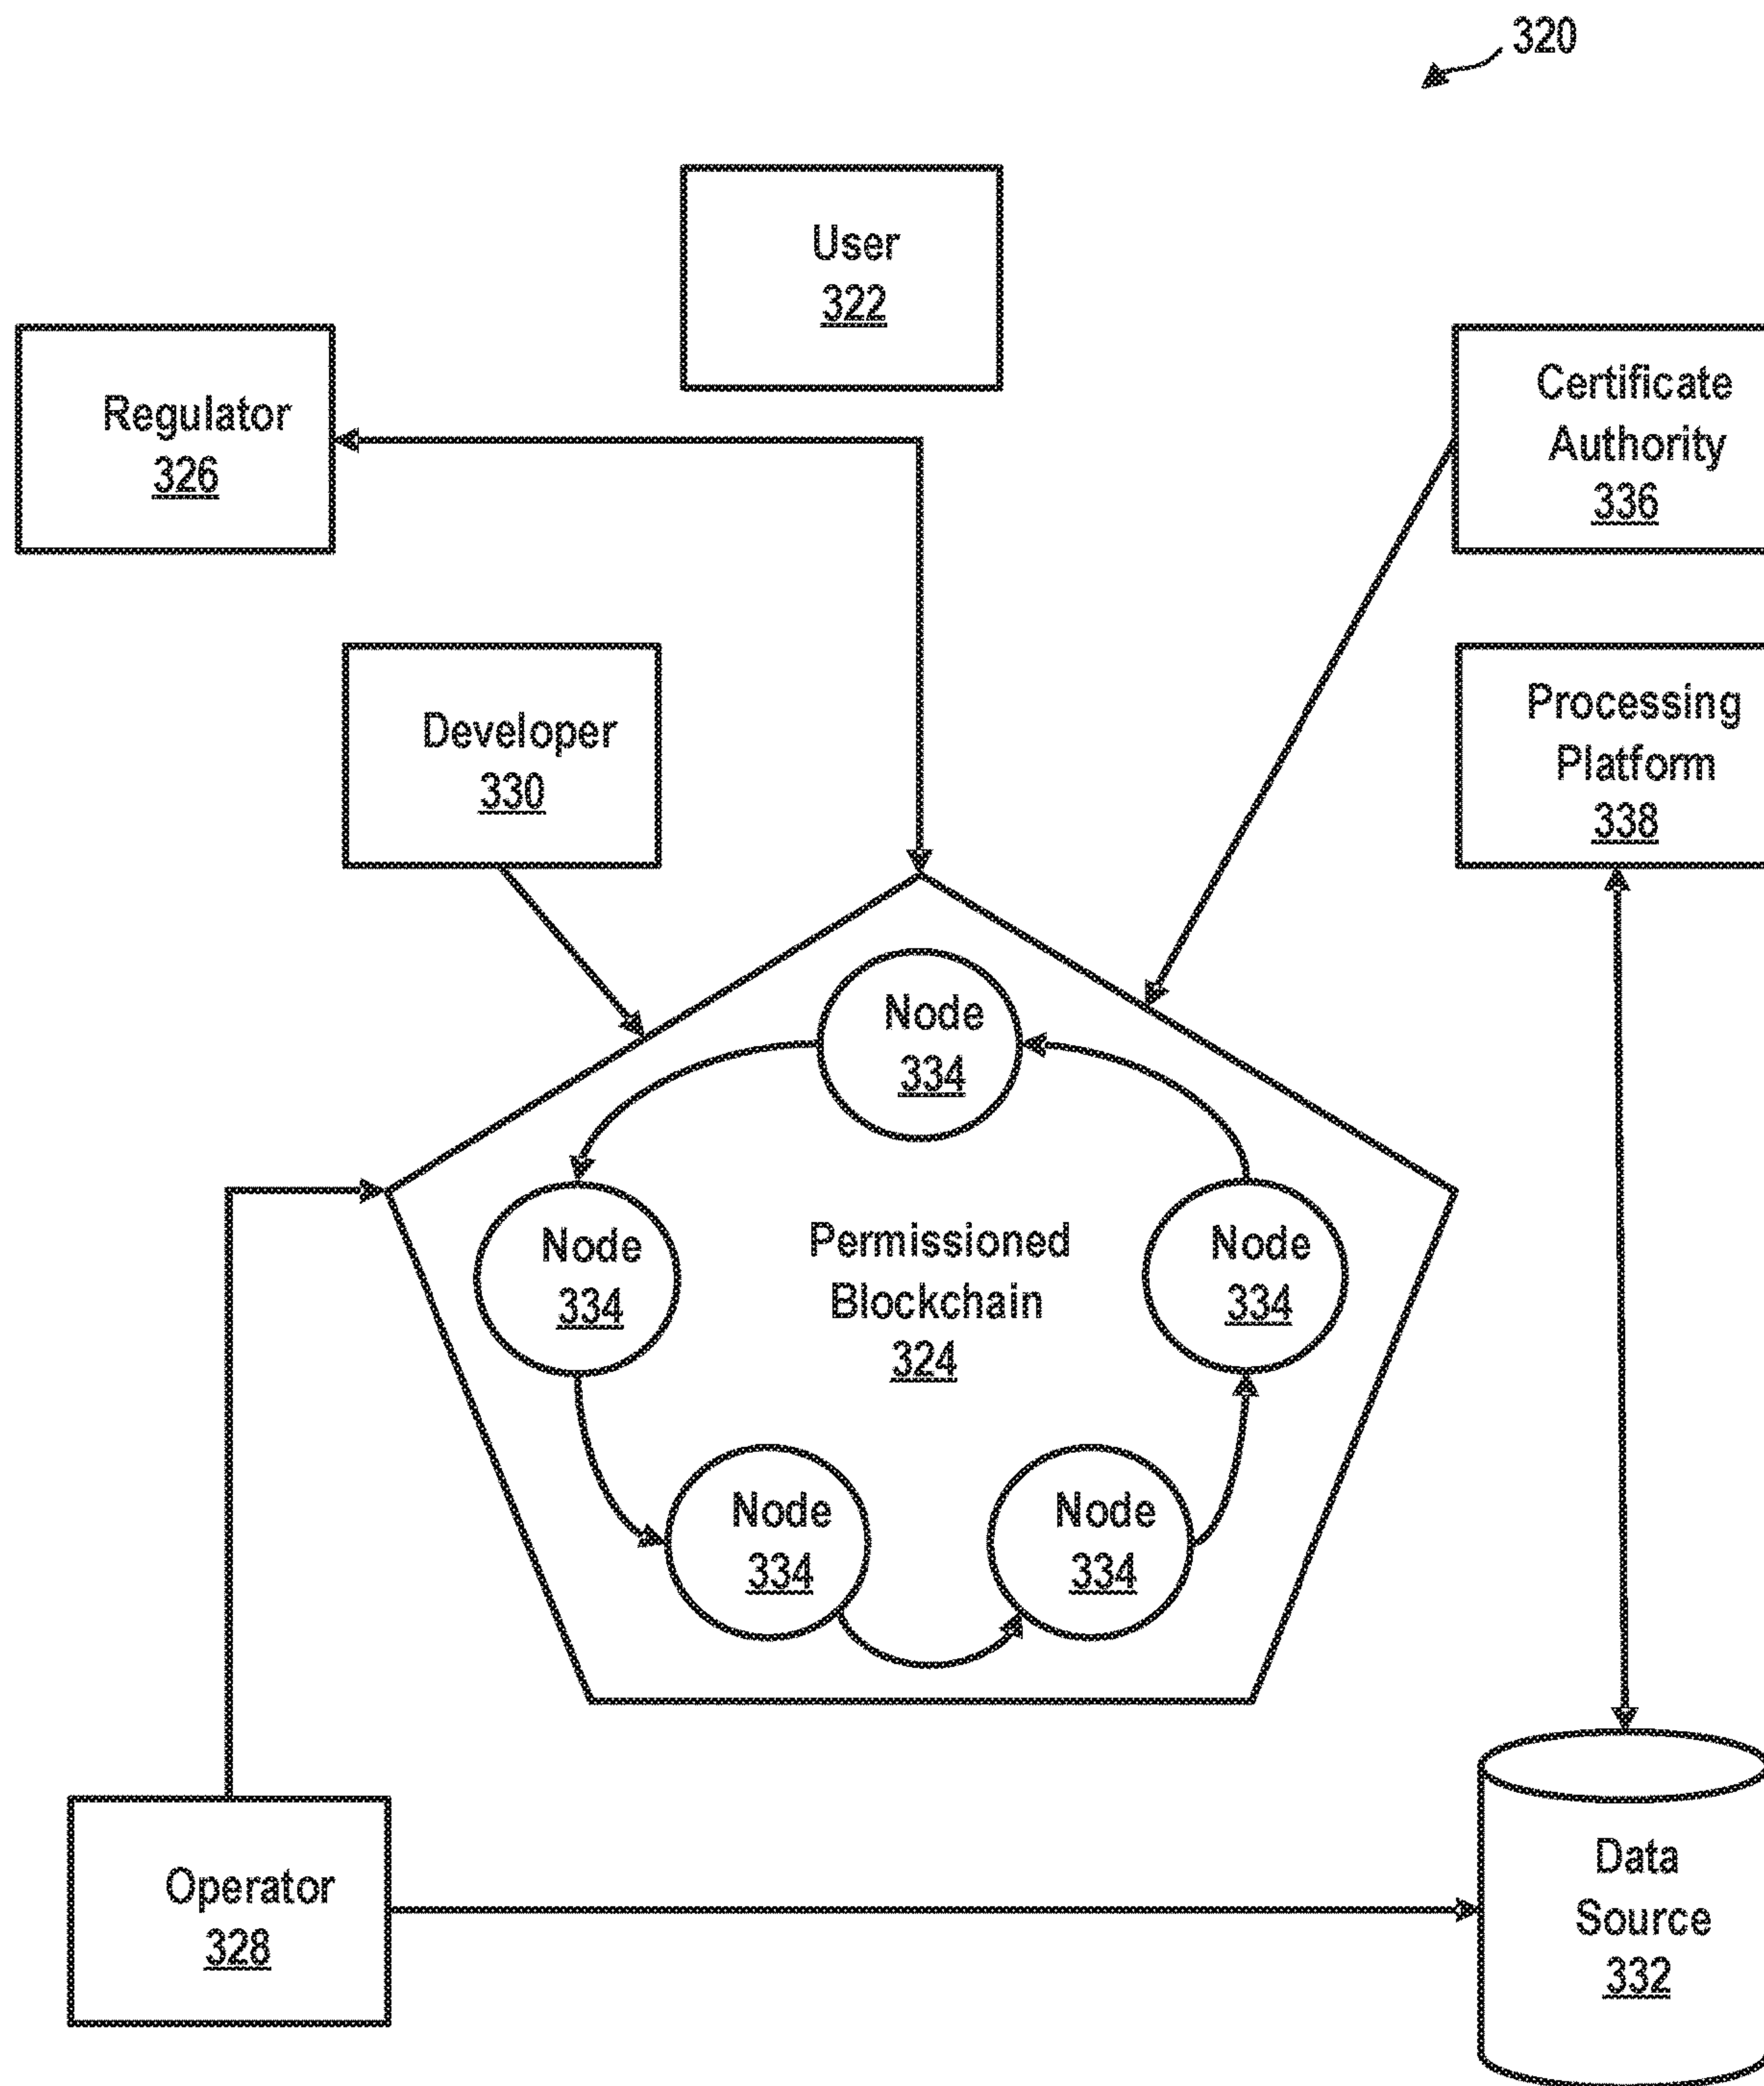 320
User
322
Regulator
326
Certificate
Authority
336
Developer
330
Processing
Platform
338
Node
334
Node
334
Permissioned
Blockchain
324
Node
334
Node
334
Node
334
Operator
328
Data
Source
332